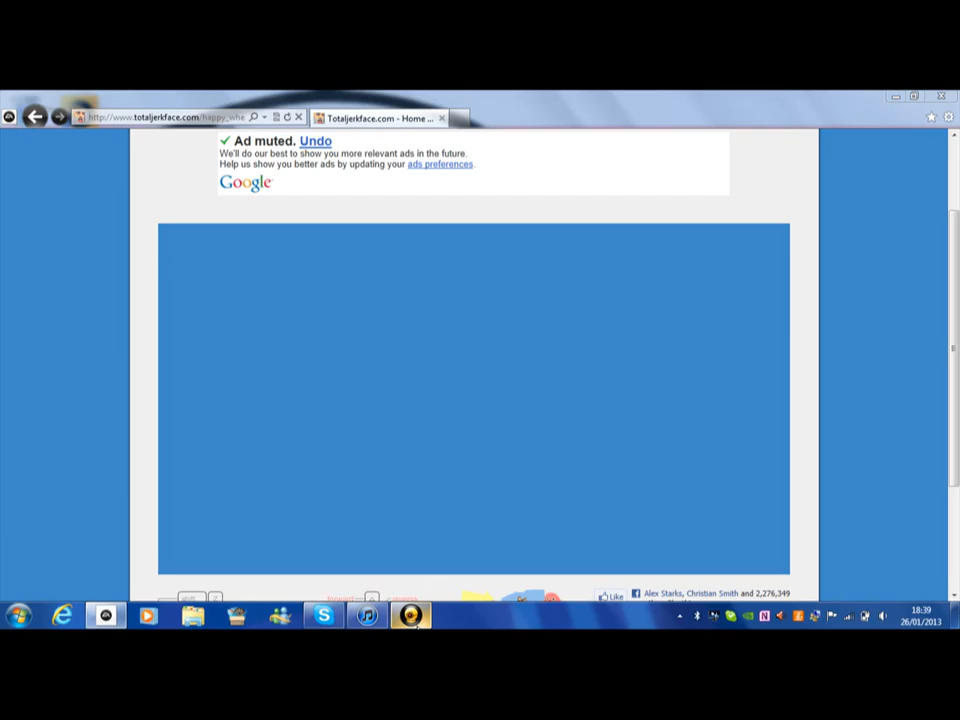 http://www.totaljerkface.com/happy_whe
Totaljerkface.com - Home ...
Ad muted. Undo
We'll do our best to show you more relevant ads in the future.
Help us show you better ads by updating your ads preferences.
Google
shift Z
forward
Like
Alex Starks, Christian Smith and 2,276,349
18:39
26/01/2013